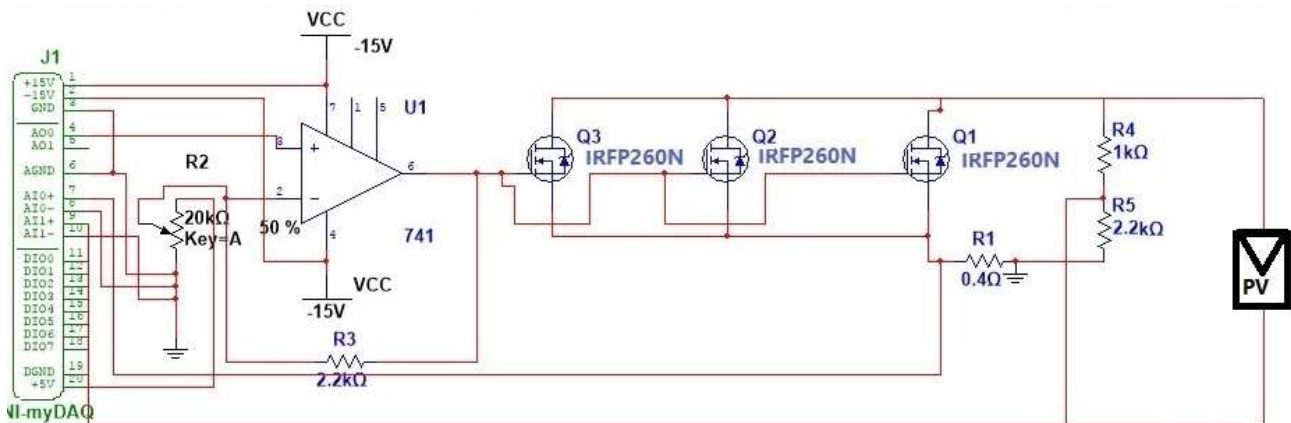 VCC
-15V
J1
+15V 1
-15V 2
GND 3
AO0 4
AO1 5
AGND 6
AI0+ 7
AI0- 8
AI1+ 9
AI1- 10
DIO0 11
DIO1 12
DIO2 13
DIO3 14
DIO4 15
DIO5 16
DIO6 17
DIO7 18
DGND 19
+5V 20
NI-myDAQ
R2
20kΩ
Key=A
50 %
U1
7 1 5
3
+
2
−
6
4
741
VCC
-15V
R3
2.2kΩ
Q3
IRFP260N
Q2
IRFP260N
Q1
IRFP260N
R4
1kΩ
R5
2.2kΩ
R1
0.4Ω
PV